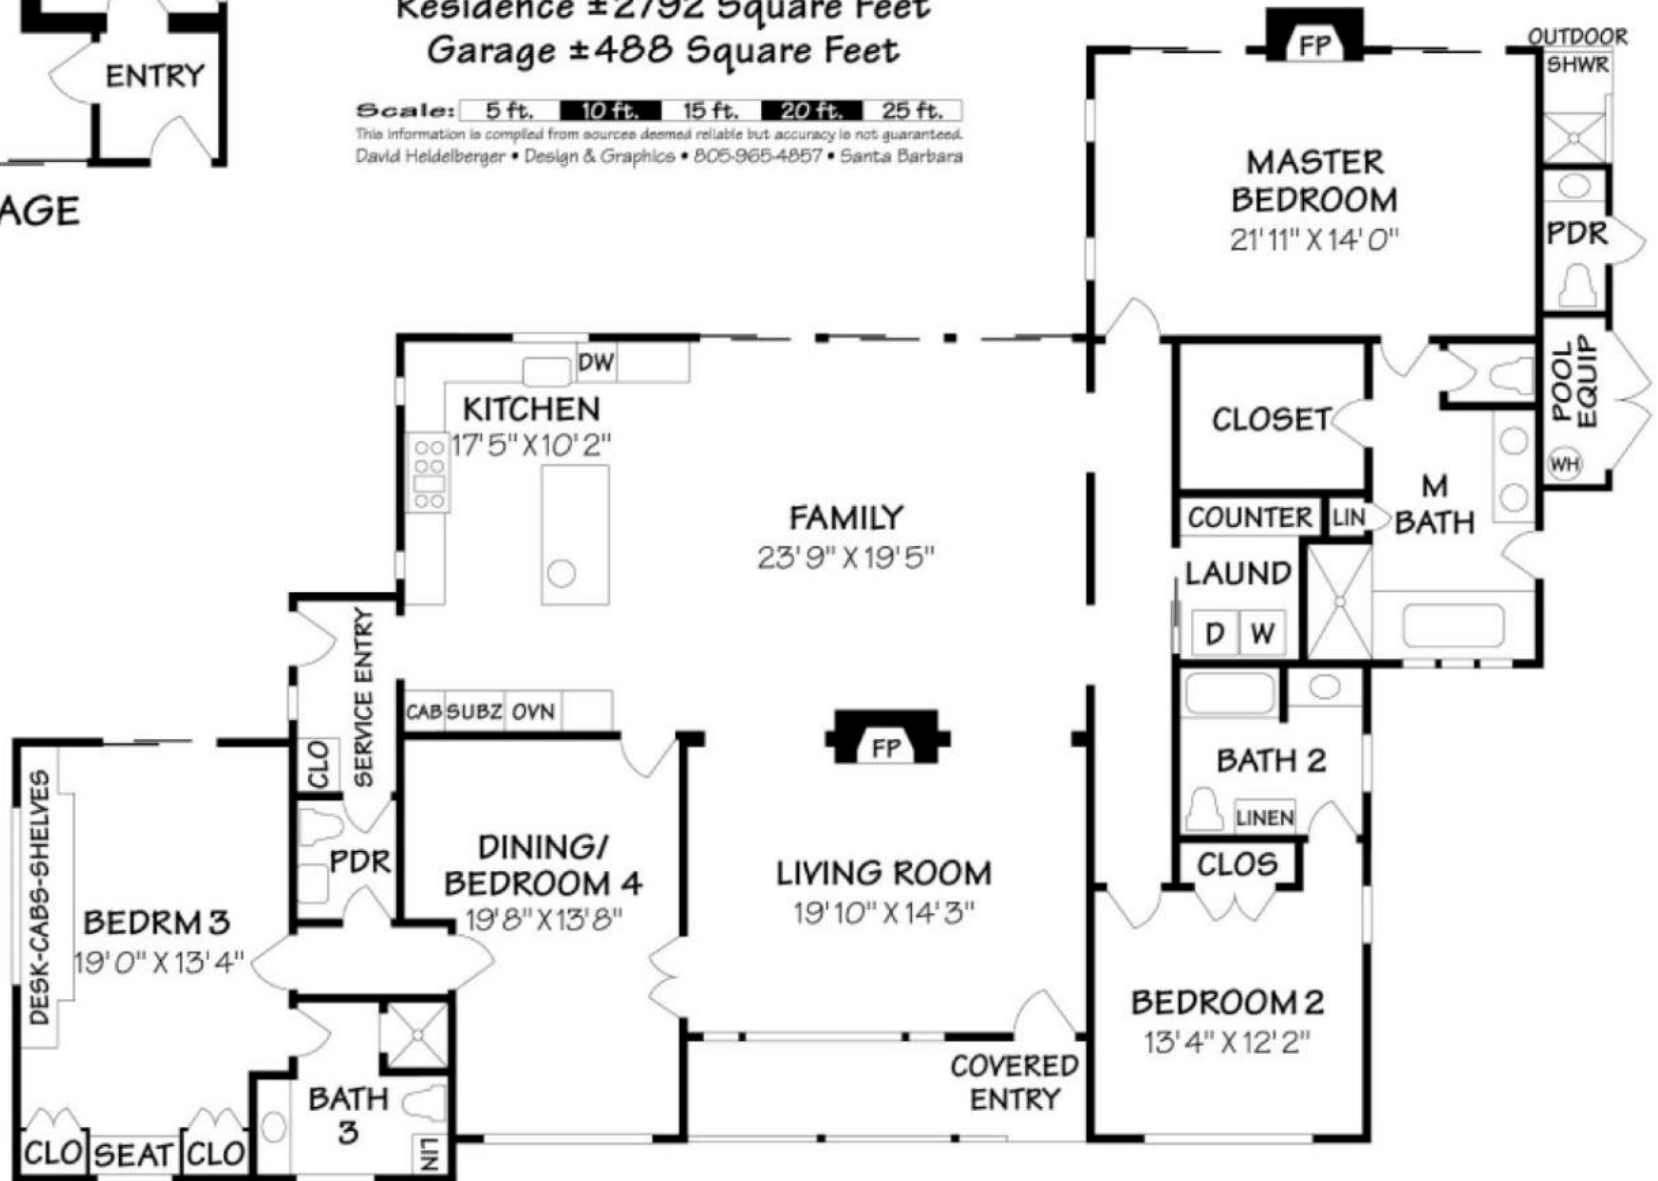 Residence ±2792 Square Feet
Garage ±488 Square Feet
Scale: 5 ft. 10 ft. 15 ft. 20 ft. 25 ft.
This information is compiled from sources deemed reliable but accuracy is not guaranteed.
David Heidelberger • Design & Graphics • 805-965-4857 • Santa Barbara
ENTRY
AGE
FP
OUTDOOR
SHWR
MASTER
BEDROOM
21'11" X 14'0"
PDR
POOL
EQUIP
WH
DW
KITCHEN
17'5" X 10'2"
FAMILY
23'9" X 19'5"
CLOSET
M
BATH
COUNTER
LIN
LAUND
D
W
SERVICE ENTRY
CLO
CAB
SUBZ
OVN
FP
BATH 2
LINEN
CLOS
DESK-CABS-SHELVES
PDR
DINING/
BEDROOM 4
19'8" X 13'8"
LIVING ROOM
19'10" X 14'3"
BEDRM 3
19'0" X 13'4"
BEDROOM 2
13'4" X 12'2"
COVERED
ENTRY
BATH
3
LIN
CLO
SEAT
CLO